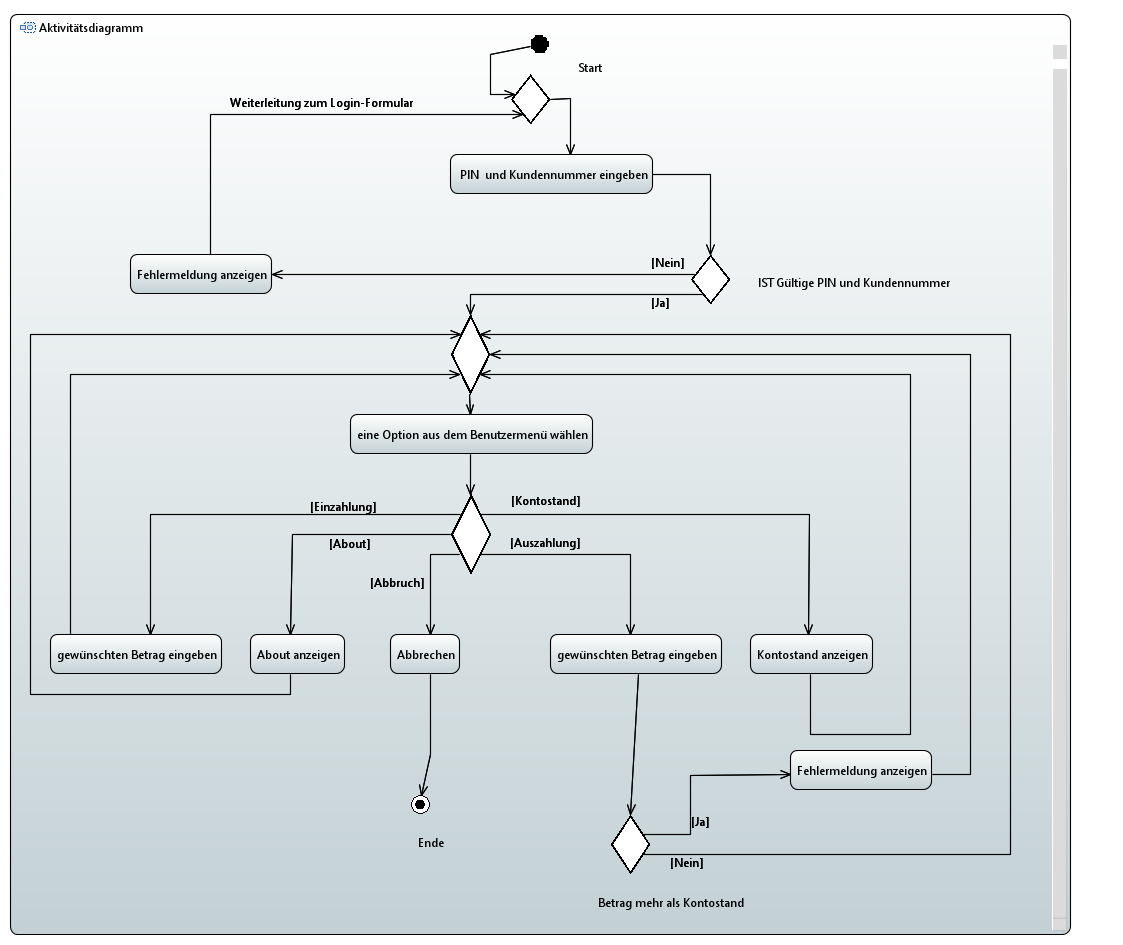 Aktivitätsdiagramm
Start
Weiterleitung zum Login-Formular
PIN  und Kundennummer eingeben
Fehlermeldung anzeigen
[Nein]
IST Gültige PIN und Kundennummer
[Ja]
eine Option aus dem Benutzermenü wählen
[Einzahlung]
[Kontostand]
[About]
[Auszahlung]
[Abbruch]
gewünschten Betrag eingeben
About anzeigen
Abbrechen
gewünschten Betrag eingeben
Kontostand anzeigen
Fehlermeldung anzeigen
[Ja]
Ende
[Nein]
Betrag mehr als Kontostand